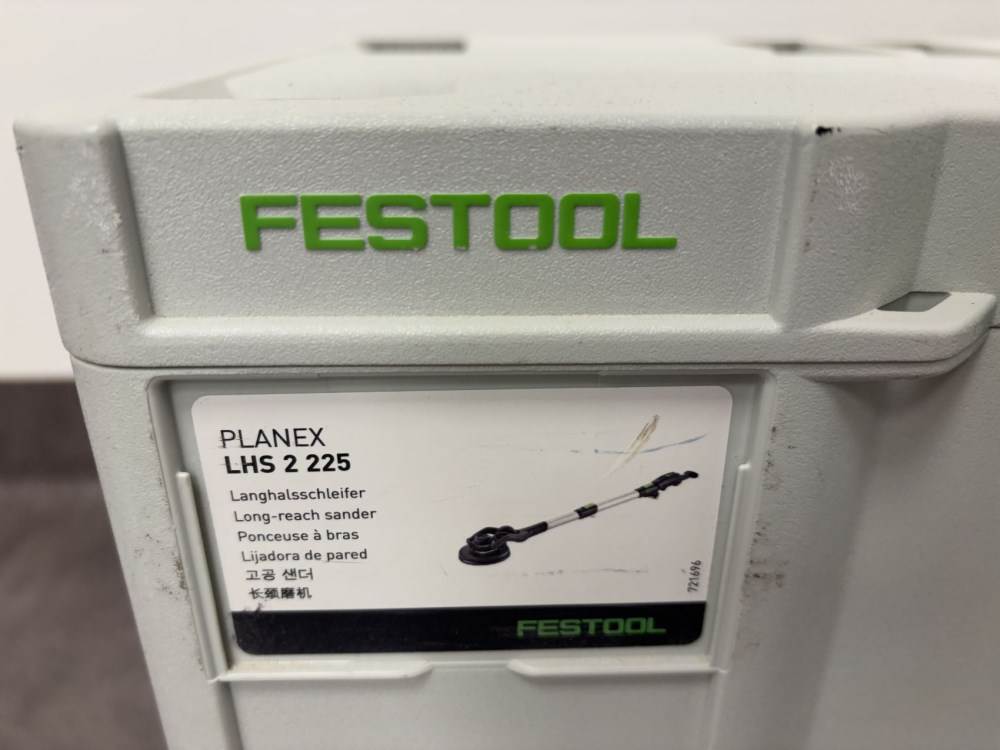 FESTOOL
PLANEX
LHS 2 225
Langhalsschleifer
Long-reach sander
Ponceuse à bras
Lijadora de pared
고공 샌더
长颈磨机
721696
FESTOOL